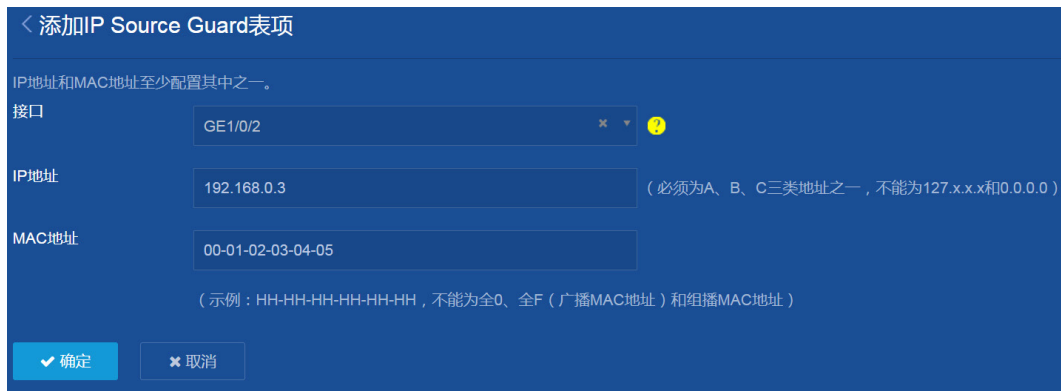 添加IP Source Guard表项
IP地址和MAC地址至少配置其中之一。
接口
GE1/0/2
IP地址
192.168.0.3
(必须为A、B、C三类地址之一，不能为127.x.x.x和0.0.0.0)
MAC地址
00-01-02-03-04-05
(示例：HH-HH-HH-HH-HH-HH，不能为全0、全F(广播MAC地址)和组播MAC地址)
确定 取消